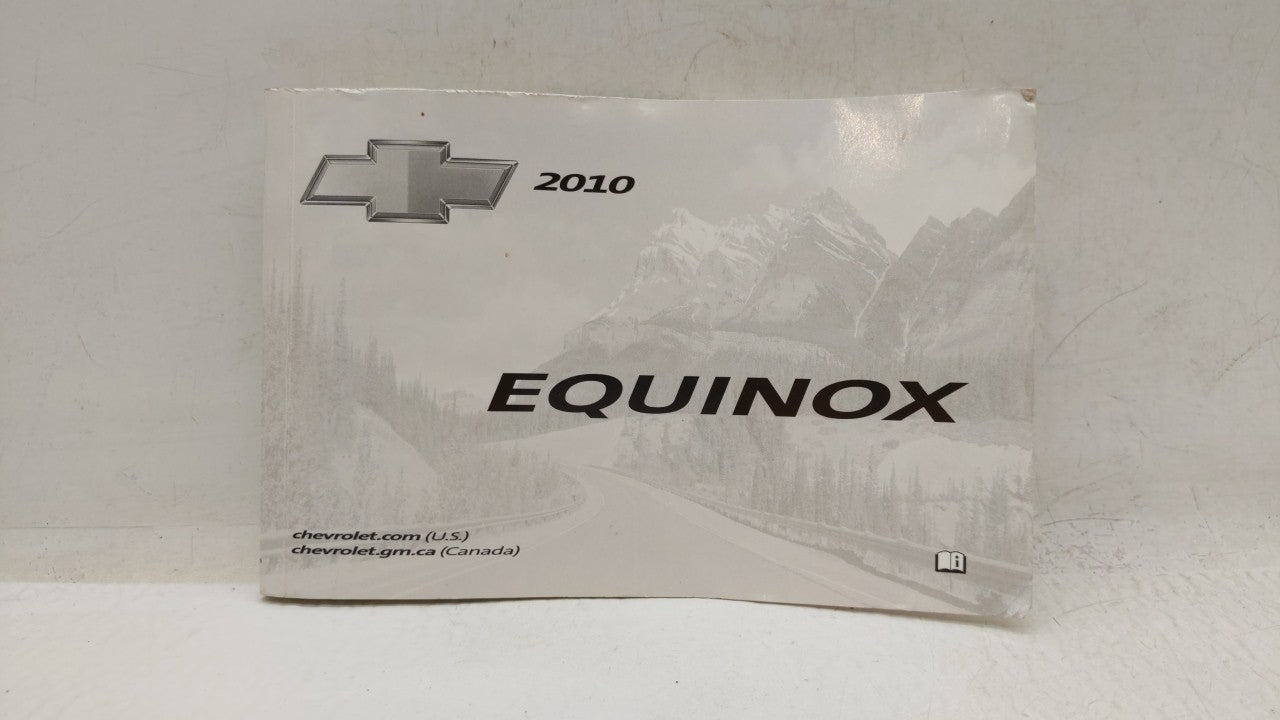 2010
EQUINOX
chevrolet.com (U.S.)
chevrolet.gm.ca (Canada)
i